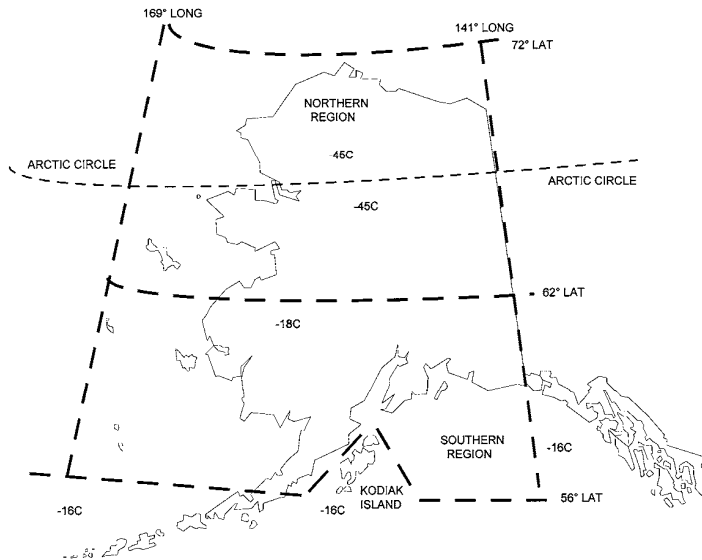 169° LONG
141° LONG
72° LAT
NORTHERN
REGION
-45C
ARCTIC CIRCLE
ARCTIC CIRCLE
-45C
62° LAT
-18C
SOUTHERN
REGION
-16C
KODIAK
ISLAND
56° LAT
-16C
-16C